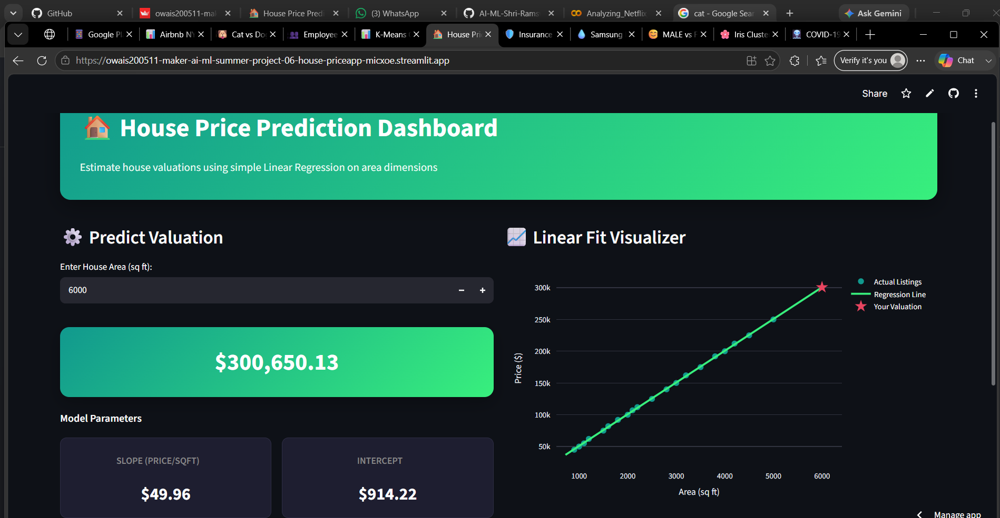 GitHub
owais200511-mak
House Price Predi
(3) WhatsApp
AI-ML-Shri-Rams
Analyzing_Netflix
cat - Google Sear
Ask Gemini
Google Pl
Airbnb NY
Cat vs Do
Employee
K-Means
House Pri
Insurance
Samsung
MALE vs F
Iris Cluste
COVID-19
https://owais200511-maker-ai-ml-summer-project-06-house-priceapp-micxoe.streamlit.app
Verify it's you
Chat
Share
House Price Prediction Dashboard
Estimate house valuations using simple Linear Regression on area dimensions
Predict Valuation
Enter House Area (sq ft):
6000
$300,650.13
Model Parameters
SLOPE (PRICE/SQFT)
$49.96
INTERCEPT
$914.22
Linear Fit Visualizer
Actual Listings
Regression Line
Your Valuation
300k
250k
200k
150k
100k
50k
Price ($)
1000 2000 3000 4000 5000 6000
Area (sq ft)
Manage app